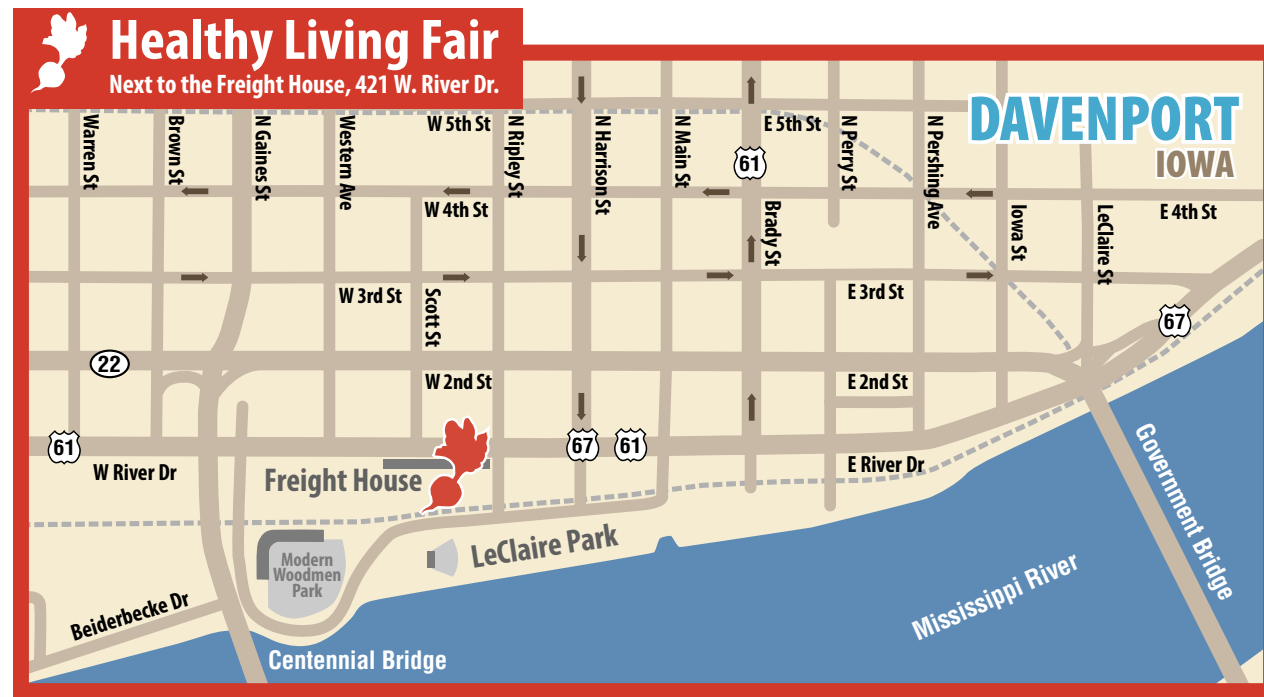 Healthy Living Fair
Next to the Freight House, 421 W. River Dr.
DAVENPORT
IOWA
Warren St
Brown St
N Gaines St
Western Ave
W 5th St
N Ripley St
N Harrison St
N Main St
E 5th St
61
N Perry St
N Pershing Ave
W 4th St
Brady St
Iowa St
LeClaire St
E 4th St
W 3rd St
Scott St
E 3rd St
67
22
W 2nd St
E 2nd St
61
W River Dr
67
61
E River Dr
Freight House
Government Bridge
LeClaire Park
Modern
Woodmen
Park
Mississippi River
Beiderbecke Dr
Centennial Bridge